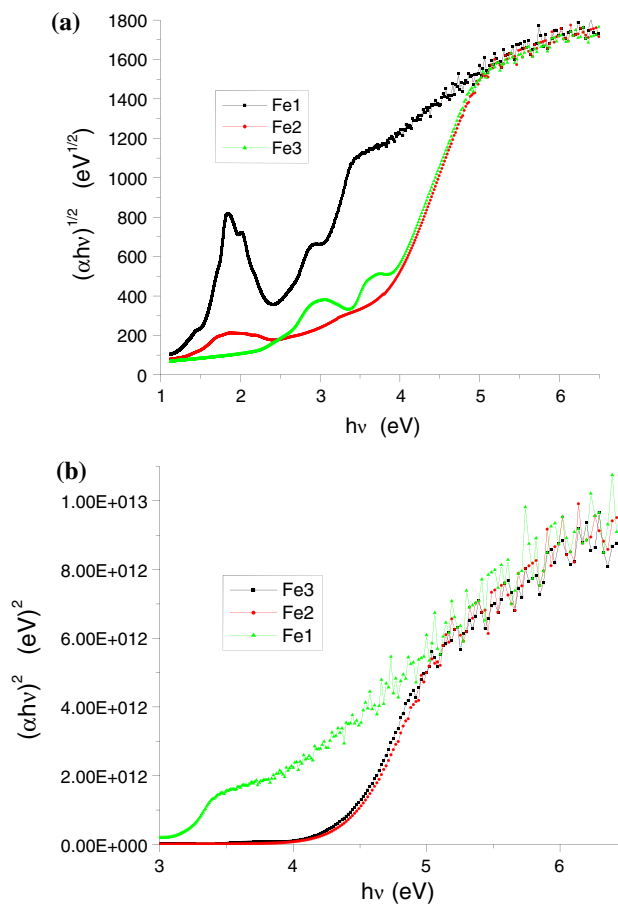 (a)
1800
1600
1400
1200
1000
800
600
400
200
0
(αhν)^1/2 (eV^1/2)
Fe1
Fe2
Fe3
1 2 3 4 5 6
hν (eV)
(b)
1.00E+013
8.00E+012
6.00E+012
4.00E+012
2.00E+012
0.00E+000
(αhν)^2 (eV)^2
Fe3
Fe2
Fe1
3 4 5 6
hν (eV)